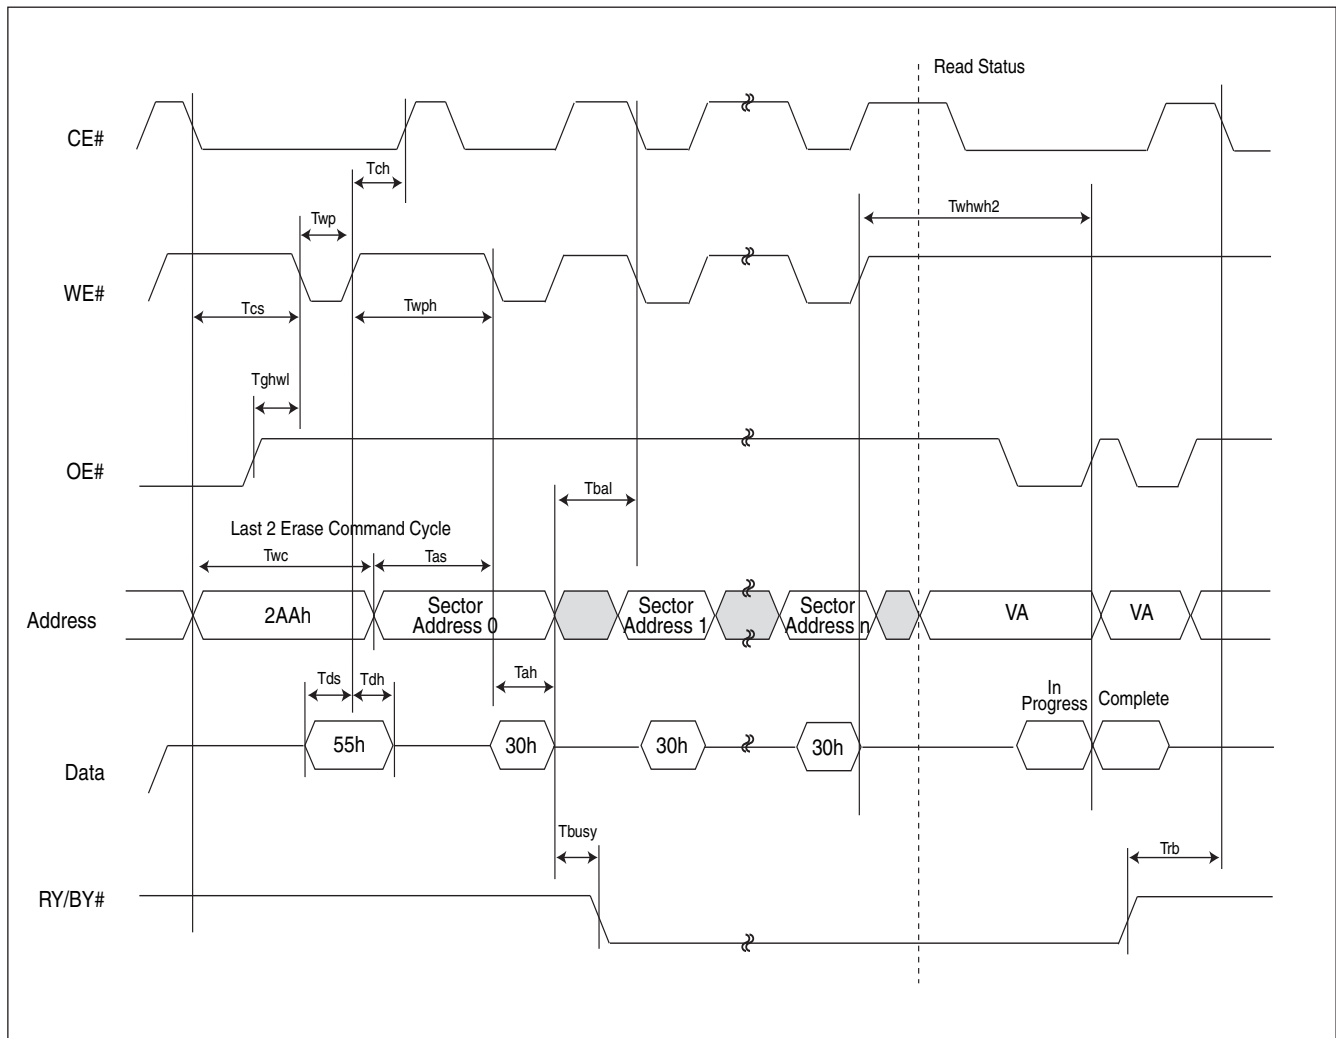 Read Status
CE#
Tch
Twhwh2
Twp
WE#
Tcs
Twph
Tghwl
OE#
Tbal
Last 2 Erase Command Cycle
Twc
Tas
Address
2AAh
Sector
Address 0
Sector
Address 1
Sector
Address n
VA
VA
Tds
Tdh
Tah
In
Progress
Complete
Data
55h
30h
30h
30h
Tbusy
Trb
RY/BY#